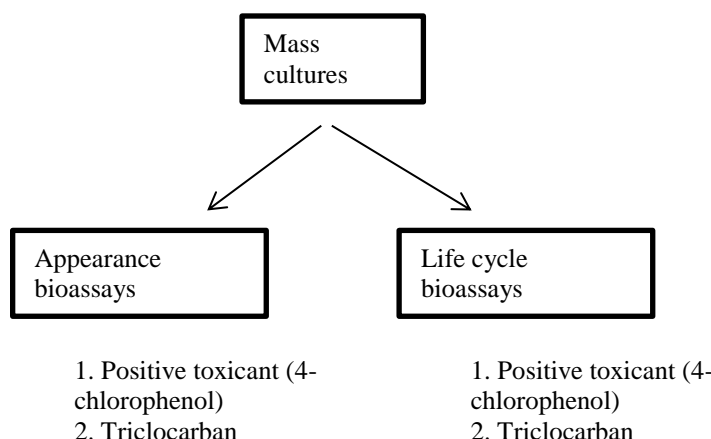 Mass
cultures
Appearance
bioassays
Life cycle
bioassays
1. Positive toxicant (4-
chlorophenol)
2. Triclocarban
1. Positive toxicant (4-
chlorophenol)
2. Triclocarban